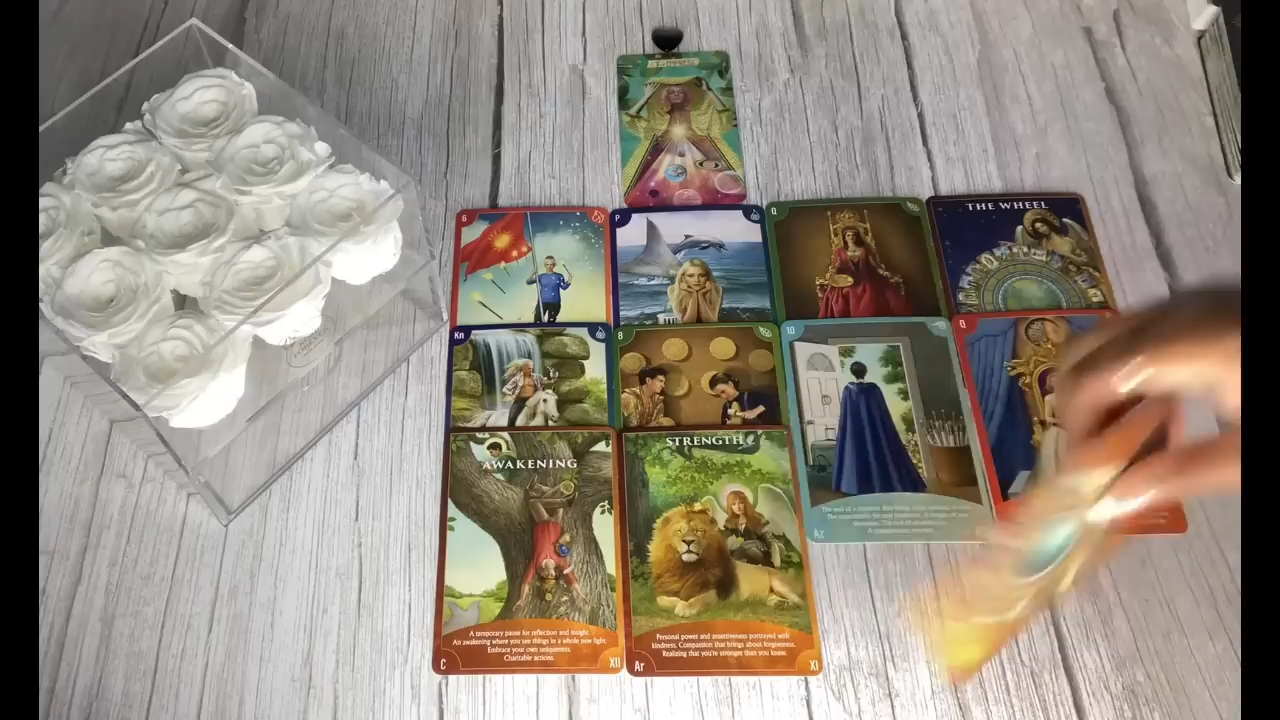 EMPRESS
6
P
Q
THE WHEEL
Kn
8
10
Q
AWAKENING
A temporary pause for reflection and insight.
An awakening where you see things in a whole new light.
Embrace your own uniqueness.
Charitable actions.
C
XII
STRENGTH
Personal power and assertiveness portrayed with
kindness. Compassion that brings about forgiveness.
Realizing that you're stronger than you know.
Ar
XI
Az